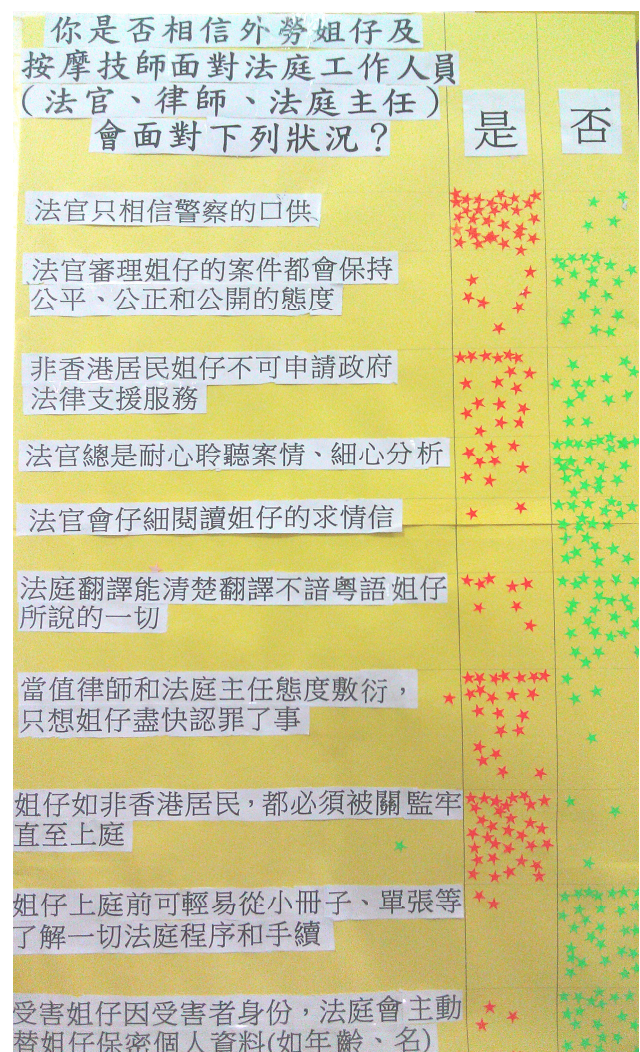 你是否相信外勞姐仔及
按摩技師面對法庭工作人員
(法官、律師、法庭主任)
會面對下列狀況？
是
否
法官只相信警察的口供
法官審理姐仔的案件都會保持
公平、公正和公開的態度
非香港居民姐仔不可申請政府
法律支援服務
法官總是耐心聆聽案情、細心分析
法官會仔細閱讀姐仔的求情信
法庭翻譯能清楚翻譯不諳粵語姐仔
所說的一切
當值律師和法庭主任態度敷衍，
只想姐仔盡快認罪了事
姐仔如非香港居民，都必須被關監牢
直至上庭
姐仔上庭前可輕易從小冊子、單張等
了解一切法庭程序和手續
受害姐仔因受害者身份，法庭會主動
替姐仔保密個人資料(如年齡、名)